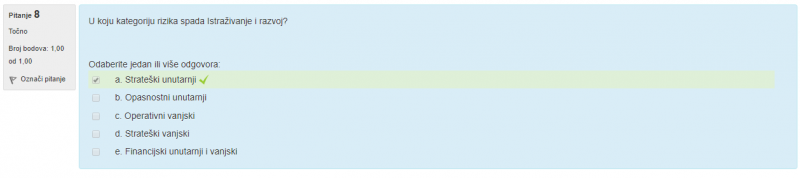 Pitanje 8
Točno
Broj bodova: 1,00
od 1,00
Označi pitanje
U koju kategoriju rizika spada Istraživanje i razvoj?
Odaberite jedan ili više odgovora:
a. Strateški unutarnji
b. Opasnostni unutarnji
c. Operativni vanjski
d. Strateški vanjski
e. Financijski unutarnji i vanjski